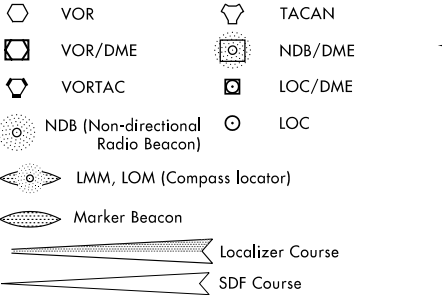 VOR
TACAN
VOR/DME
NDB/DME
VORTAC
LOC/DME
NDB (Non-directional
Radio Beacon)
LOC
LMM, LOM (Compass locator)
Marker Beacon
Localizer Course
SDF Course